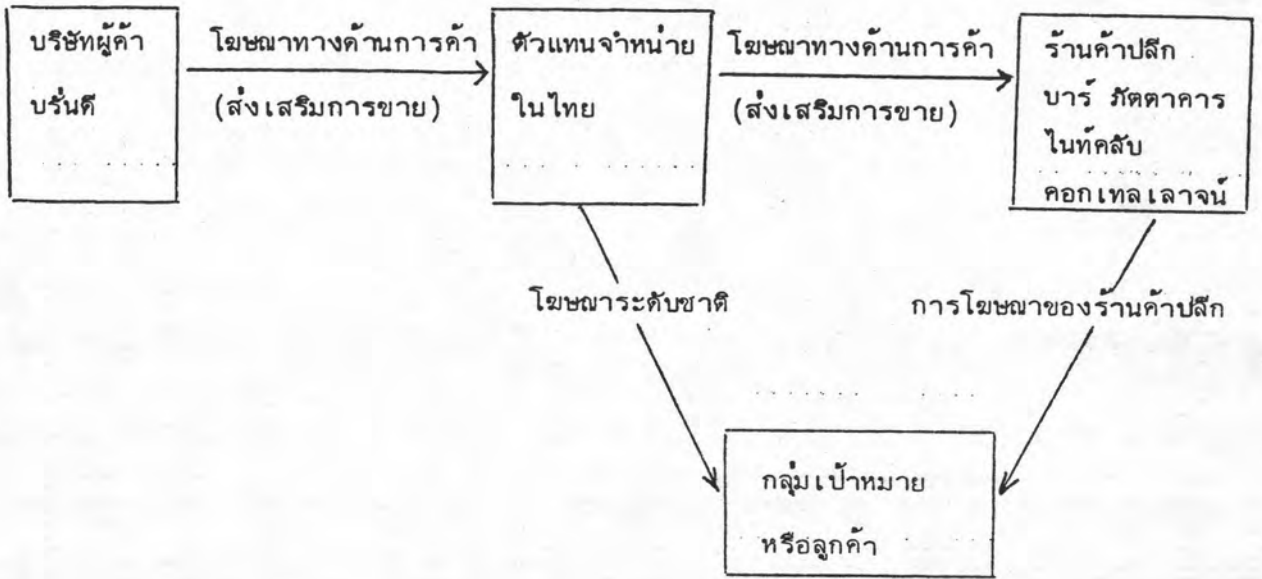 บริษัทผู้ค้า
บรั่นดี
โฆษณาทางด้านการค้า
(ส่งเสริมการขาย)
ตัวแทนจำหน่าย
ในไทย
โฆษณาทางด้านการค้า
(ส่งเสริมการขาย)
ร้านค้าปลีก
บาร์ ภัตตาคาร
ไนท์คลับ
คอกเทลเลาจน์
โฆษณาระดับชาติ
การโฆษณาของร้านค้าปลีก
กลุ่มเป้าหมาย
หรือลูกค้า